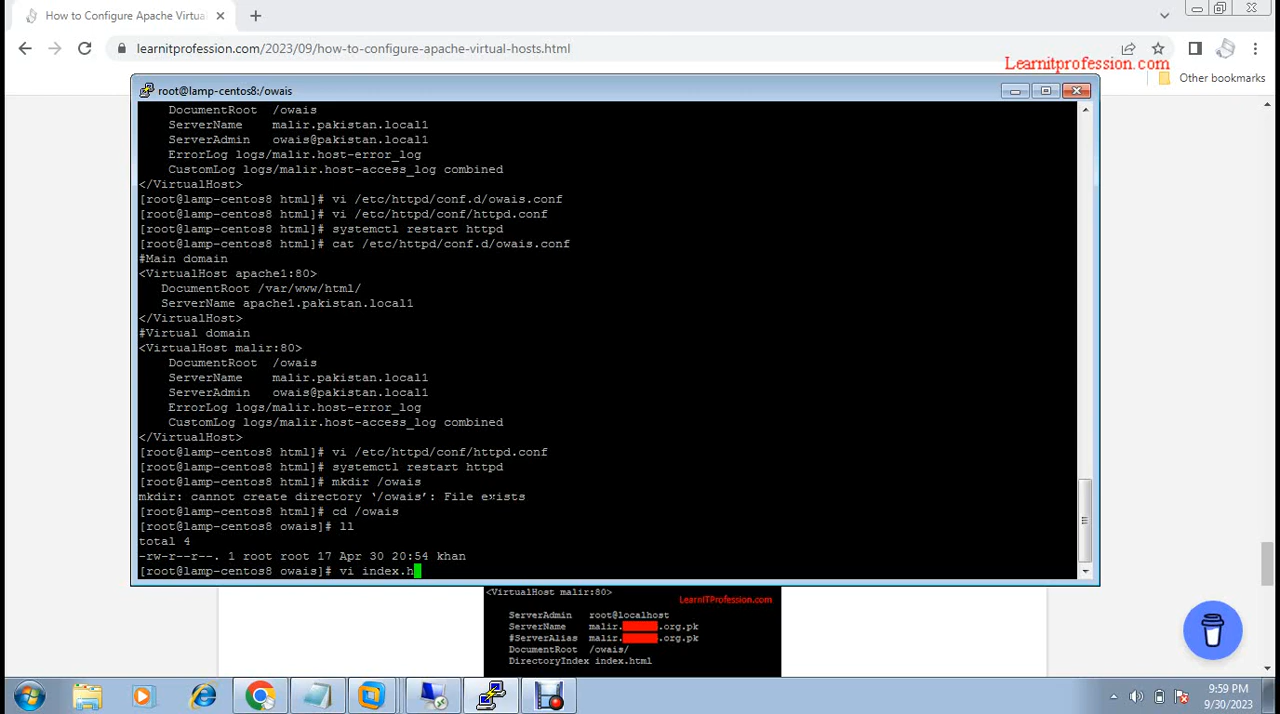 How to Configure Apache Virtua
learnitprofession.com/2023/09/how-to-configure-apache-virtual-hosts.html
Learnitprofession.com
Other bookmarks
root@lamp-centos8:/owais
DocumentRoot /owais
ServerName malir.pakistan.local1
ServerAdmin owais@pakistan.local1
ErrorLog logs/malir.host-error_log
CustomLog logs/malir.host-access_log combined
</VirtualHost>
[root@lamp-centos8 html]# vi /etc/httpd/conf.d/owais.conf
[root@lamp-centos8 html]# vi /etc/httpd/conf/httpd.conf
[root@lamp-centos8 html]# systemctl restart httpd
[root@lamp-centos8 html]# cat /etc/httpd/conf.d/owais.conf
#Main domain
<VirtualHost apache1:80>
DocumentRoot /var/www/html/
ServerName apache1.pakistan.local1
</VirtualHost>
#Virtual domain
<VirtualHost malir:80>
DocumentRoot /owais
ServerName malir.pakistan.local1
ServerAdmin owais@pakistan.local1
ErrorLog logs/malir.host-error_log
CustomLog logs/malir.host-access_log combined
</VirtualHost>
[root@lamp-centos8 html]# vi /etc/httpd/conf/httpd.conf
[root@lamp-centos8 html]# systemctl restart httpd
[root@lamp-centos8 html]# mkdir /owais
mkdir: cannot create directory ‘/owais’: File exists
[root@lamp-centos8 html]# cd /owais
[root@lamp-centos8 owais]# ll
total 4
-rw-r--r--. 1 root root 17 Apr 30 20:54 khan
[root@lamp-centos8 owais]# vi index.h
<VirtualHost malir:80>
LearnITProfession.com
ServerAdmin root@localhost
ServerName malir. .org.pk
#ServerAlias malir. .org.pk
DocumentRoot /owais/
DirectoryIndex index.html
9:59 PM
9/30/2023